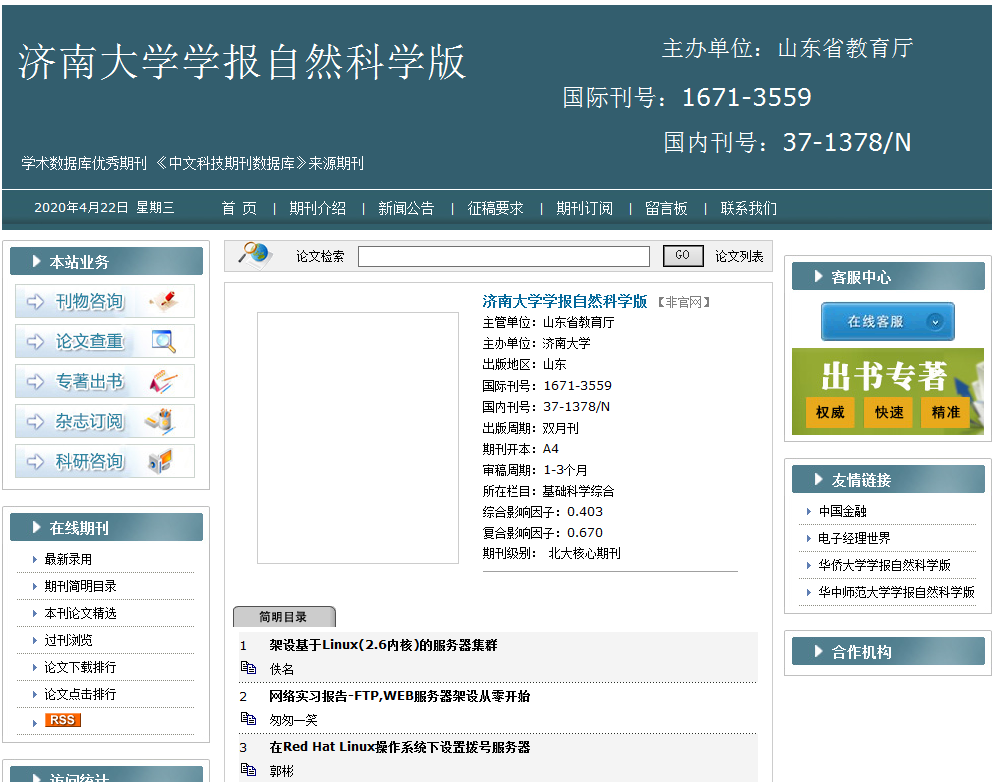 济南大学学报自然科学版
主办单位：山东省教育厅
国际刊号：1671-3559
国内刊号：37-1378/N
学术数据库优秀期刊 《中文科技期刊数据库》来源期刊
2020年4月22日 星期三
首 页 | 期刊介绍 | 新闻公告 | 征稿要求 | 期刊订阅 | 留言板 | 联系我们
本站业务
刊物咨询
论文查重
专著出书
杂志订阅
科研咨询
在线期刊
最新录用
期刊简明目录
本刊论文精选
过刊浏览
论文下载排行
论文点击排行
RSS
访问统计
论文检索
GO
论文列表
济南大学学报自然科学版 【非官网】
主管单位：山东省教育厅
主办单位：济南大学
出版地区：山东
国际刊号：1671-3559
国内刊号：37-1378/N
出版周期：双月刊
期刊开本：A4
审稿周期：1-3个月
所在栏目：基础科学综合
综合影响因子：0.403
复合影响因子：0.670
期刊级别： 北大核心期刊
简明目录
1 架设基于Linux(2.6内核)的服务器集群
佚名
2 网络实习报告-FTP,WEB服务器架设从零开始
匆匆一笑
3 在Red Hat Linux操作系统下设置拨号服务器
郭彬
客服中心
在线客服
出书专著
权威 快速 精准
友情链接
中国金融
电子经理世界
华侨大学学报自然科学版
华中师范大学学报自然科学版
合作机构